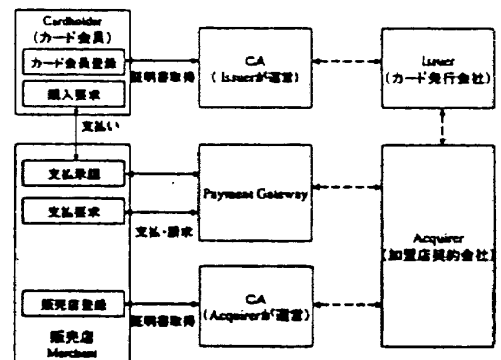 Cardholder
(カード会員)
カード会員登録
購入要求
証明書取得
CA
(Issuerが運営)
Issuer
(カード発行会社)
支払い
支払承認
支払要求
支払・請求
Payment Gateway
Acquirer
(加盟店契約会社)
販売店登録
証明書取得
CA
(Acquirerが運営)
販売店
Merchant